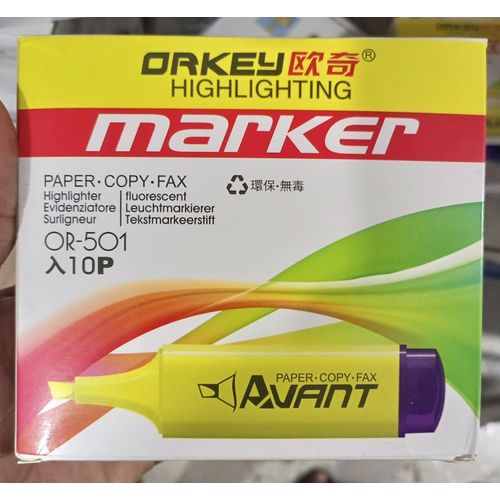 ORKEY欧奇®
HIGHLIGHTING
marker
PAPER·COPY·FAX
環保·無毒
Highlighter fluorescent
Evidenziatore Leuchtmarkierer
Surligneur Tekstmarkeerstift
OR-501
入10P
PAPER·COPY·FAX
AVANT